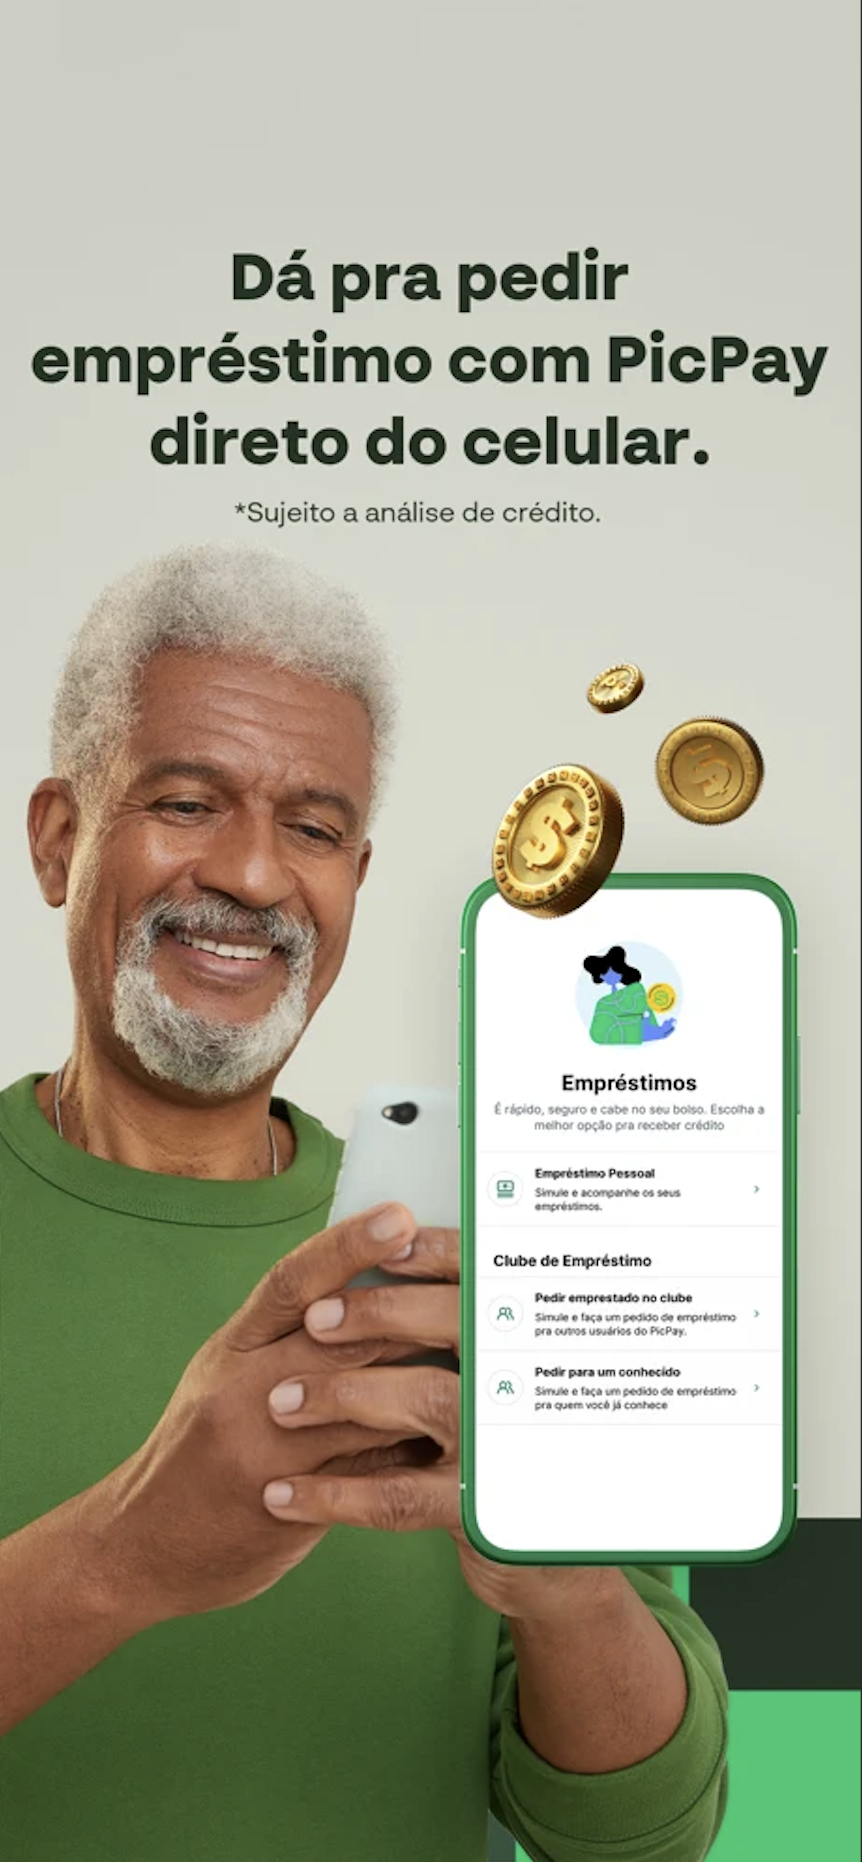 Dá pra pedir
empréstimo com PicPay
direto do celular.
*Sujeito a análise de crédito.
Empréstimos
É rápido, seguro e cabe no seu bolso. Escolha a
melhor opção pra receber crédito
Empréstimo Pessoal
Simule e acompanhe os seus
empréstimos.
Clube de Empréstimo
Pedir emprestado no clube
Simule e faça um pedido de empréstimo
pra outros usuários do PicPay.
Pedir para um conhecido
Simule e faça um pedido de empréstimo
pra quem você já conhece